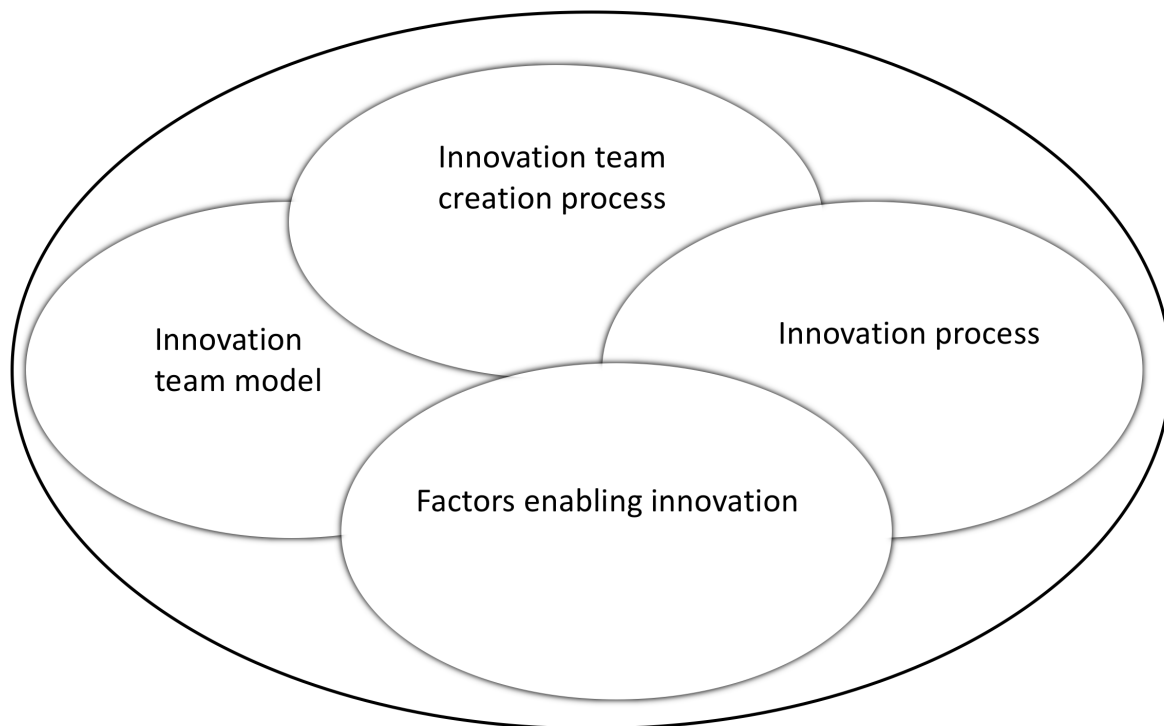 Innovation team
creation process
Innovation
team model
Innovation process
Factors enabling innovation